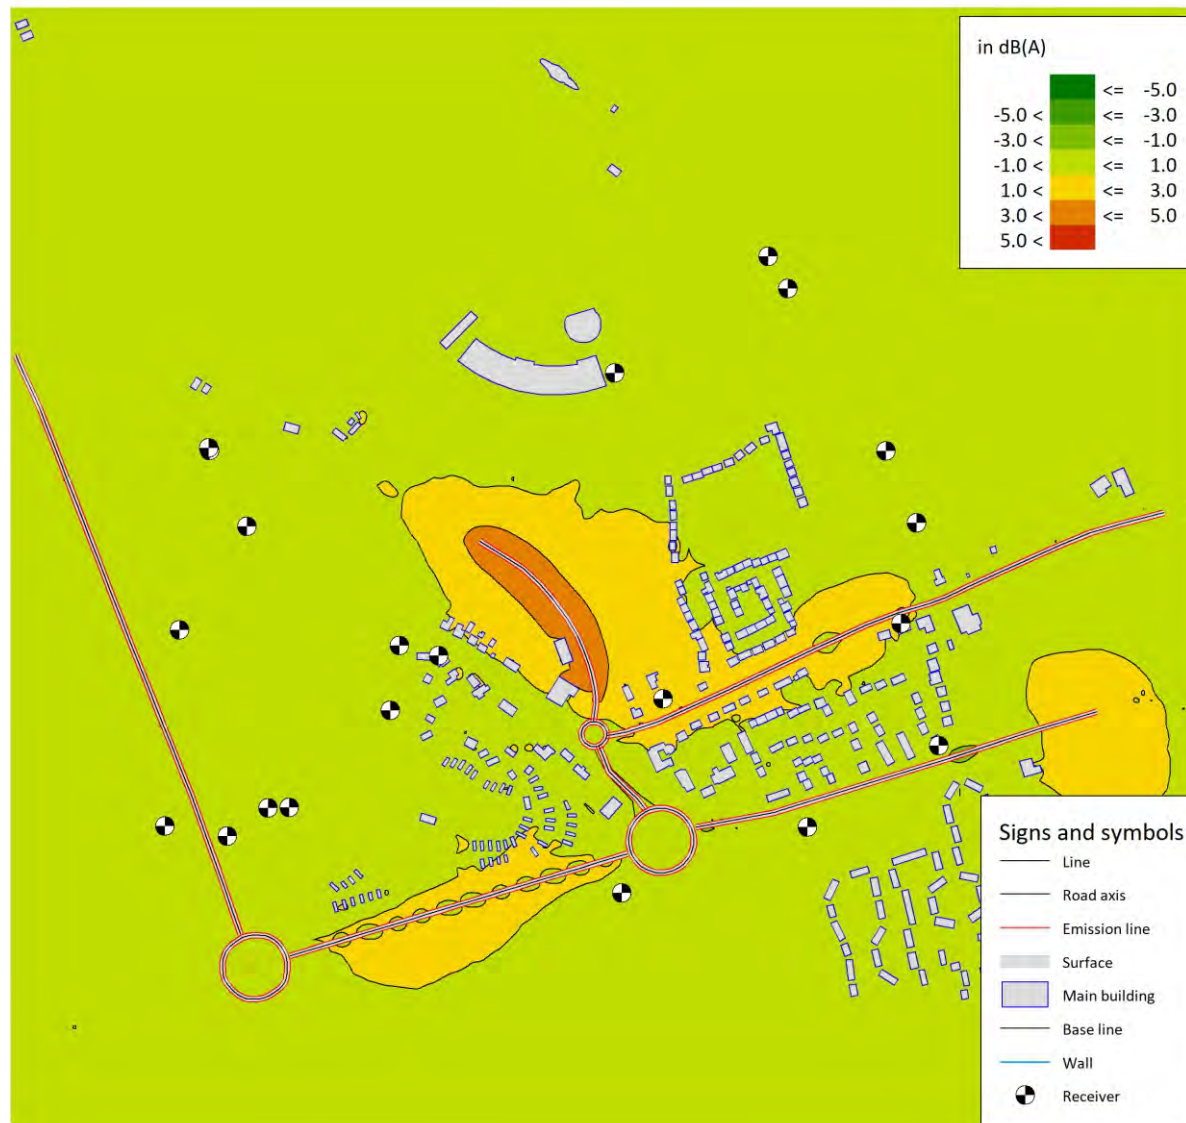 in dB(A)
<= -5.0
-5.0 < <= -3.0
-3.0 < <= -1.0
-1.0 < <= 1.0
1.0 < <= 3.0
3.0 < <= 5.0
5.0 <
Signs and symbols
Line
Road axis
Emission line
Surface
Main building
Base line
Wall
Receiver